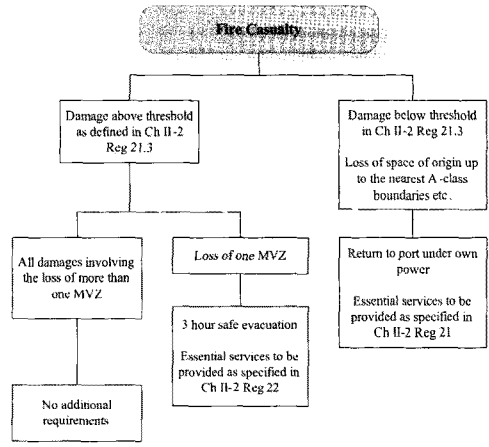 Fire Casualty
Damage above threshold
as defined in Ch II-2
Reg 21.3
Damage below threshold
in Ch II-2 Reg 21.3
Loss of space of origin up
to the nearest A-class
boundaries etc.
All damages involving
the loss of more than
one MVZ
Loss of one MVZ
3 hour safe evacuation
Essential services to be
provided as specified in
Ch II-2 Reg 22
Return to port under own
power
Essential services to be
provided as specified in
Ch II-2 Reg 21
No additional
requirements